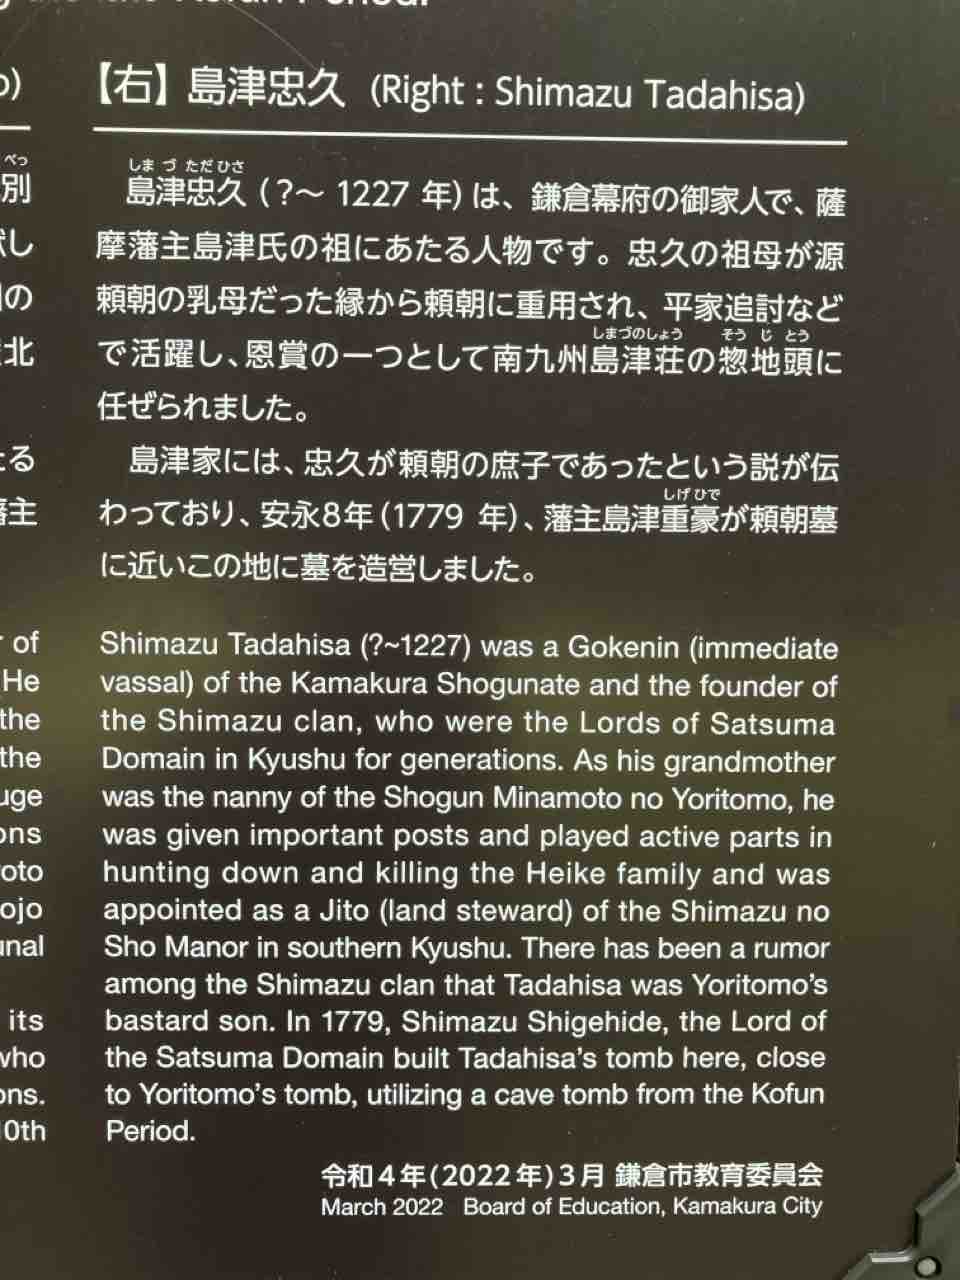 【右】島津忠久 (Right : Shimazu Tadahisa)
しま づ ただ ひさ
島津忠久（?～ 1227 年）は、鎌倉幕府の御家人で、薩
摩藩主島津氏の祖にあたる人物です。忠久の祖母が源
頼朝の乳母だった縁から頼朝に重用され、平家追討など
しまづのしょう そう じ とう
で活躍し、恩賞の一つとして南九州島津荘の惣地頭に
任ぜられました。
島津家には、忠久が頼朝の庶子であったという説が伝
しげ ひで
わっており、安永8年(1779 年)、藩主島津重豪が頼朝墓
に近いこの地に墓を造営しました。
Shimazu Tadahisa (?~1227) was a Gokenin (immediate
vassal) of the Kamakura Shogunate and the founder of
the Shimazu clan, who were the Lords of Satsuma
Domain in Kyushu for generations. As his grandmother
was the nanny of the Shogun Minamoto no Yoritomo, he
was given important posts and played active parts in
hunting down and killing the Heike family and was
appointed as a Jito (land steward) of the Shimazu no
Sho Manor in southern Kyushu. There has been a rumor
among the Shimazu clan that Tadahisa was Yoritomo's
bastard son. In 1779, Shimazu Shigehide, the Lord of
the Satsuma Domain built Tadahisa's tomb here, close
to Yoritomo's tomb, utilizing a cave tomb from the Kofun
Period.
令和４年(2022年)３月 鎌倉市教育委員会
March 2022 Board of Education, Kamakura City